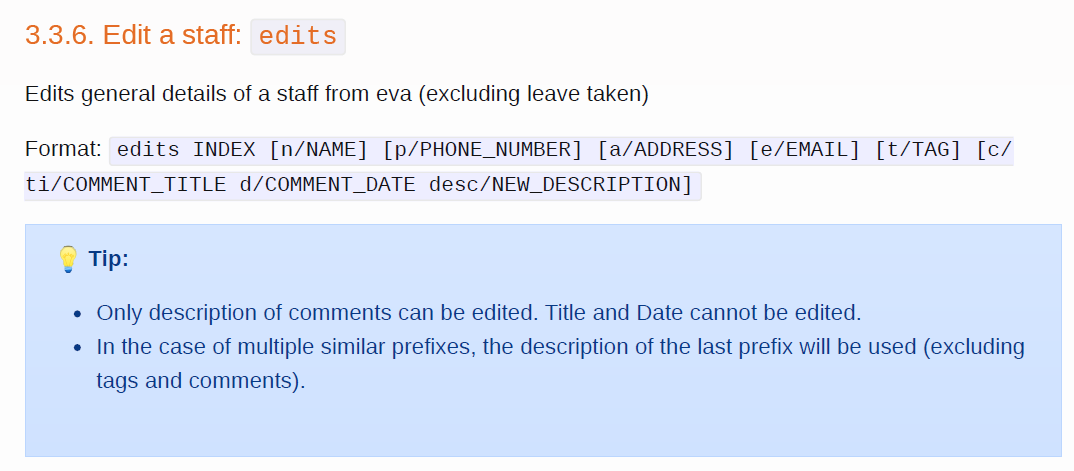 3.3.6. Edit a staff: edits
Edits general details of a staff from eva (excluding leave taken)
Format: edits INDEX [n/NAME] [p/PHONE_NUMBER] [a/ADDRESS] [e/EMAIL] [t/TAG] [c/
ti/COMMENT_TITLE d/COMMENT_DATE desc/NEW_DESCRIPTION]
💡 Tip:
• Only description of comments can be edited. Title and Date cannot be edited.
• In the case of multiple similar prefixes, the description of the last prefix will be used (excluding
tags and comments).